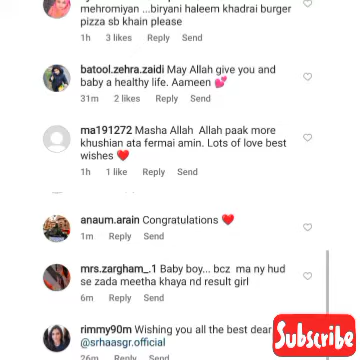 mehromiyan ...biryani haleem khadrai burger
pizza sb khain please
1h 3 likes Reply Send
batool.zehra.zaidi May Allah give you and
baby a healthy life. Aameen 💕
31m 2 likes Reply Send
ma191272 Masha Allah Allah paak more
khushian ata fermai amin. Lots of love best
wishes ❤️
1h 1 like Reply Send
anaum.arain Congratulations ❤️
1m Reply Send
mrs.zargham_.1 Baby boy... bcz ma ny hud
se zada meetha khaya nd result girl
6m Reply Send
rimmy90m Wishing you all the best dear
@srhaasgr.official
26m Reply Send
Subscribe